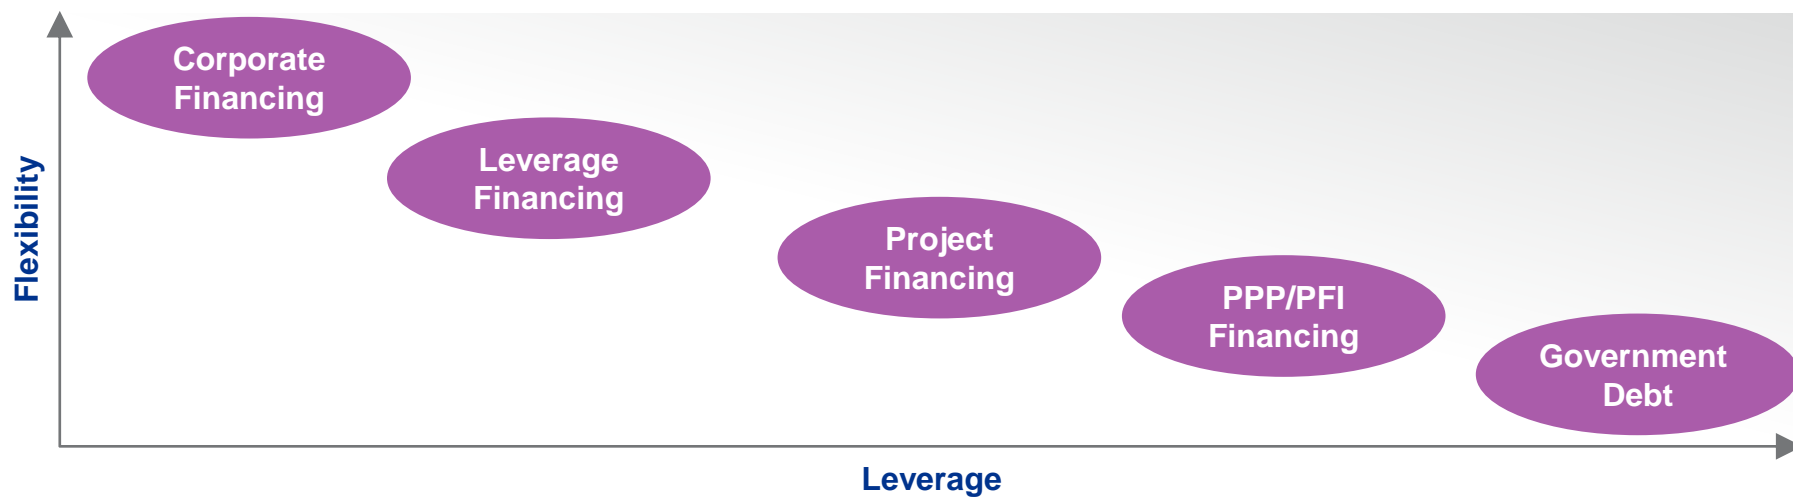 Corporate
Financing
Leverage
Financing
Project
Financing
PPP/PFI
Financing
Government
Debt
Flexibility
Leverage